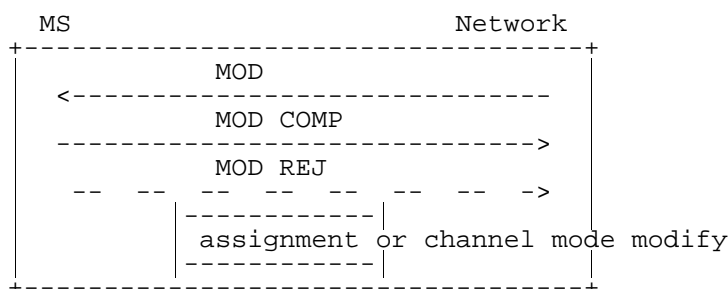 MS Network
MOD
MOD COMP
MOD REJ
assignment or channel mode modify